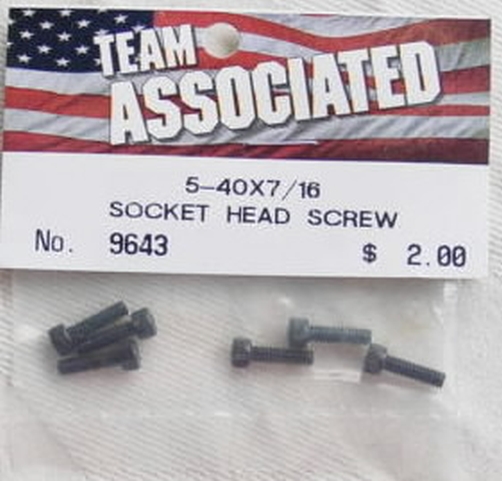 TEAM
ASSOCIATED
5-40X7/16
SOCKET HEAD SCREW
No. 9643 $ 2.00